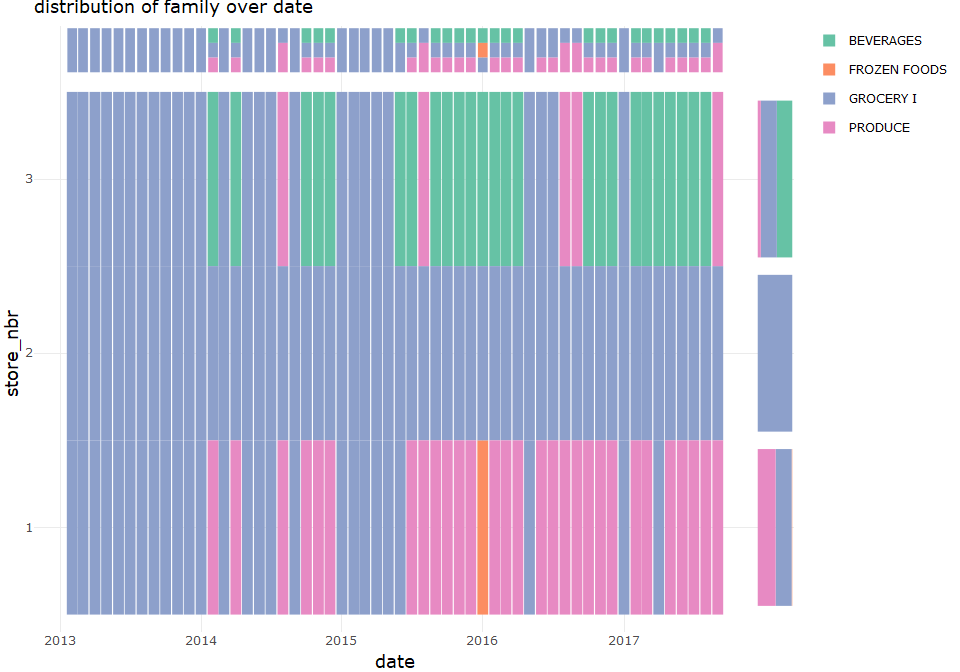 distribution of family over date
BEVERAGES
FROZEN FOODS
GROCERY I
PRODUCE
3
2
1
store_nbr
2013 2014 2015 2016 2017
date